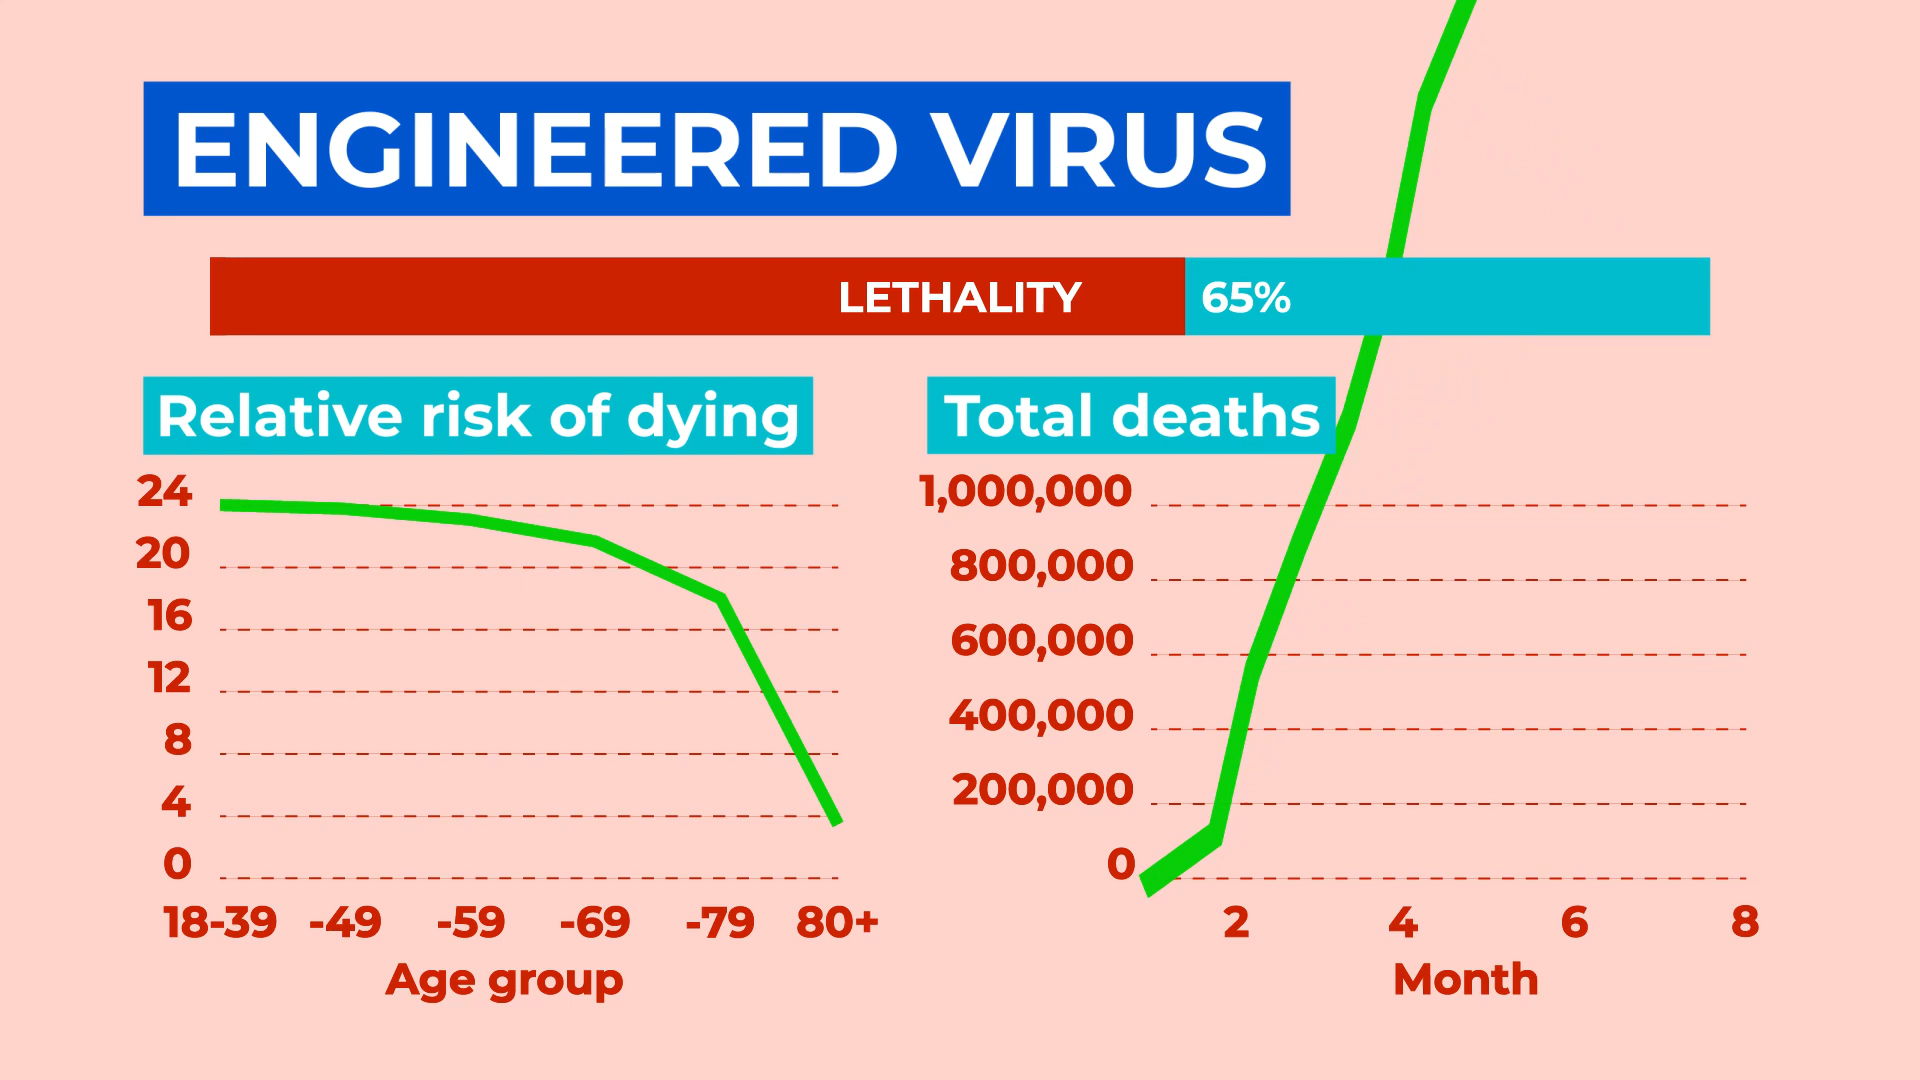 ENGINEERED VIRUS
LETHALITY 65%
Relative risk of dying
24
20
16
12
8
4
0
18-39 -49 -59 -69 -79 80+
Age group
Total deaths
1,000,000
800,000
600,000
400,000
200,000
0
2 4 6 8
Month